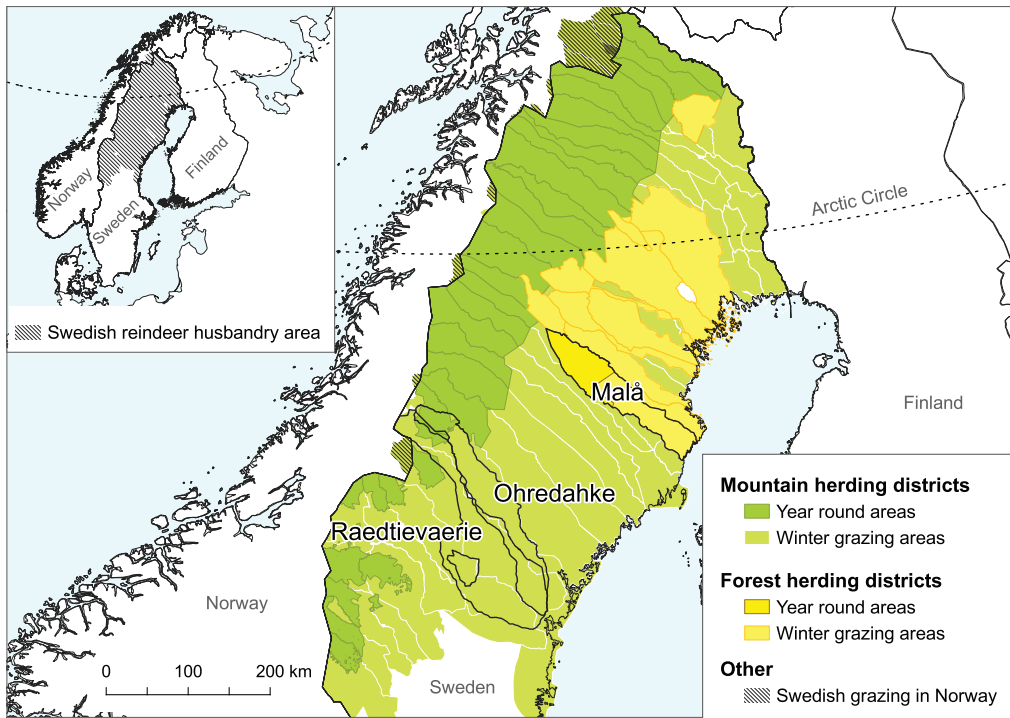 Norway
Sweden
Finland
Swedish reindeer husbandry area
Arctic Circle
Malå
Finland
Ohredahke
Raedtievaerie
Norway
0 100 200 km
Sweden
Mountain herding districts
Year round areas
Winter grazing areas
Forest herding districts
Year round areas
Winter grazing areas
Other
Swedish grazing in Norway